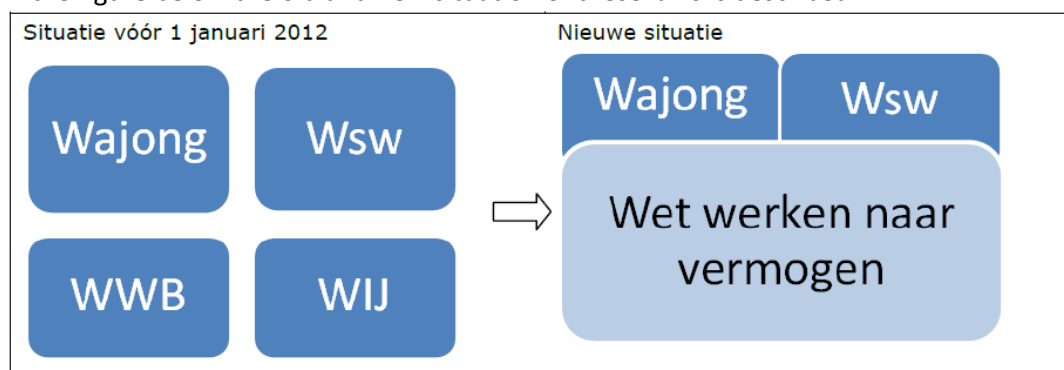 Situatie vóór 1 januari 2012
Nieuwe situatie
Wajong
Wsw
WWB
WIJ
Wajong
Wsw
Wet werken naar
vermogen